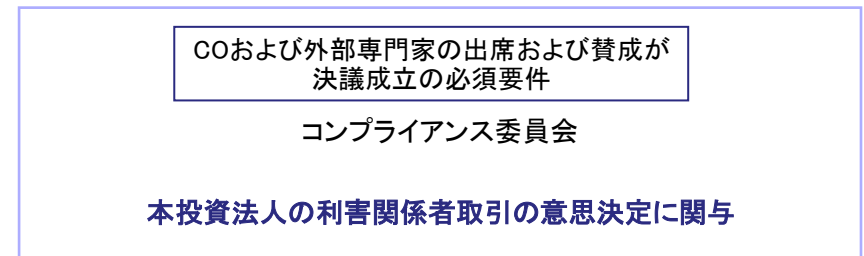 COおよび外部専門家の出席および賛成が
決議成立の必須要件
コンプライアンス委員会
本投資法人の利害関係者取引の意思決定に関与